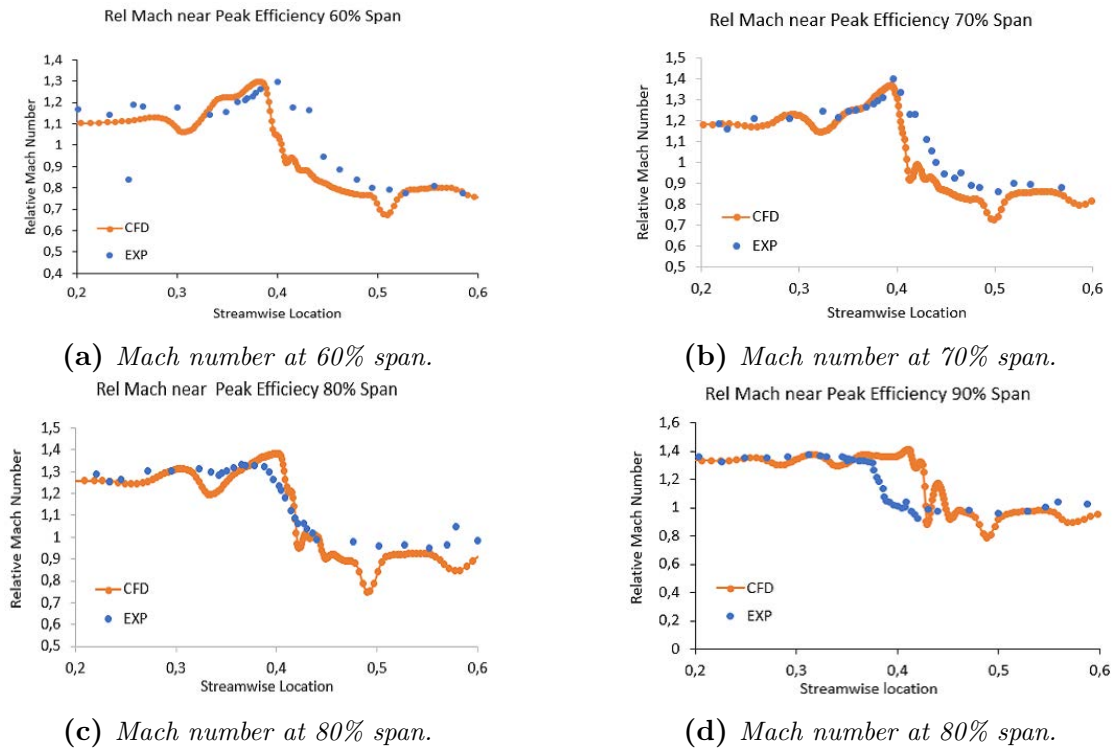 Rel Mach near Peak Efficiency 60% Span
1,4
1,3
1,2
1,1
1
0,9
0,8
0,7
0,6
0,5
0,4
Relative Mach Number
CFD
EXP
0,2 0,3 0,4 0,5 0,6
Streamwise Location
(a) Mach number at 60% span.
Rel Mach near Peak Efficiency 70% Span
1,5
1,4
1,3
1,2
1,1
1
0,9
0,8
0,7
0,6
0,5
Relative Mach Number
CFD
EXP
0,2 0,3 0,4 0,5 0,6
Streamwise Location
(b) Mach number at 70% span.
Rel Mach near Peak Efficiecy 80% Span
1,5
1,4
1,3
1,2
1,1
1
0,9
0,8
0,7
0,6
0,5
Relative Mach Number
CFD
EXP
0,2 0,3 0,4 0,5 0,6
Streamwise Location
(c) Mach number at 80% span.
Rel Mach near Peak Efficiency 90% Span
1,6
1,4
1,2
1
0,8
0,6
0,4
0,2
0
Relative Mach Number
CFD
EXP
0,2 0,3 0,4 0,5 0,6
Streamwise location
(d) Mach number at 80% span.